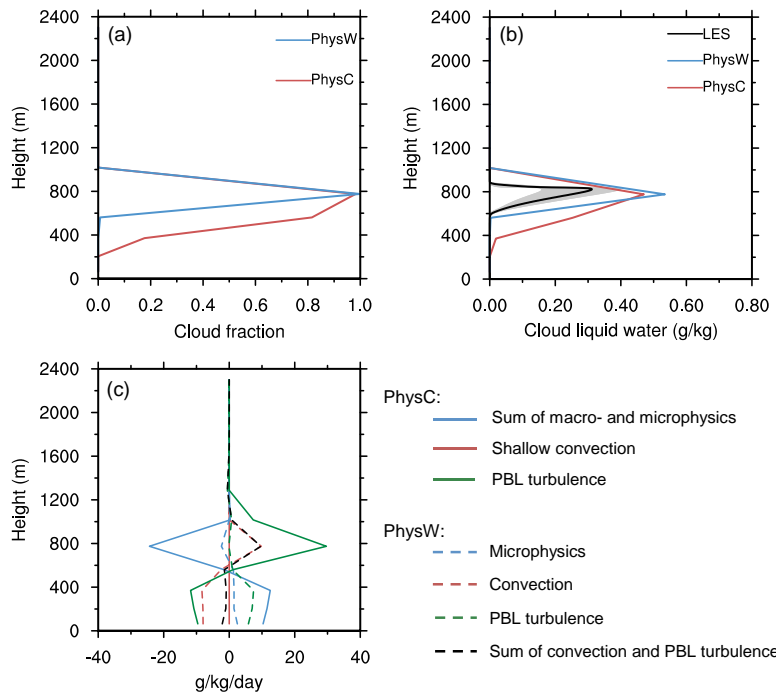 (a)
PhysW
PhysC
Height (m)
2400
2000
1600
1200
800
400
0
0.0 0.2 0.4 0.6 0.8 1.0
Cloud fraction
(b)
LES
PhysW
PhysC
Height (m)
2400
2000
1600
1200
800
400
0
0.00 0.20 0.40 0.60
Cloud liquid water (g/kg)
(c)
Height (m)
2400
2000
1600
1200
800
400
0
-40 -20 0 20 40
g/kg/day
PhysC:
Sum of macro- and microphysics
Shallow convection
PBL turbulence
PhysW:
Microphysics
Convection
PBL turbulence
Sum of convection and PBL turbulence